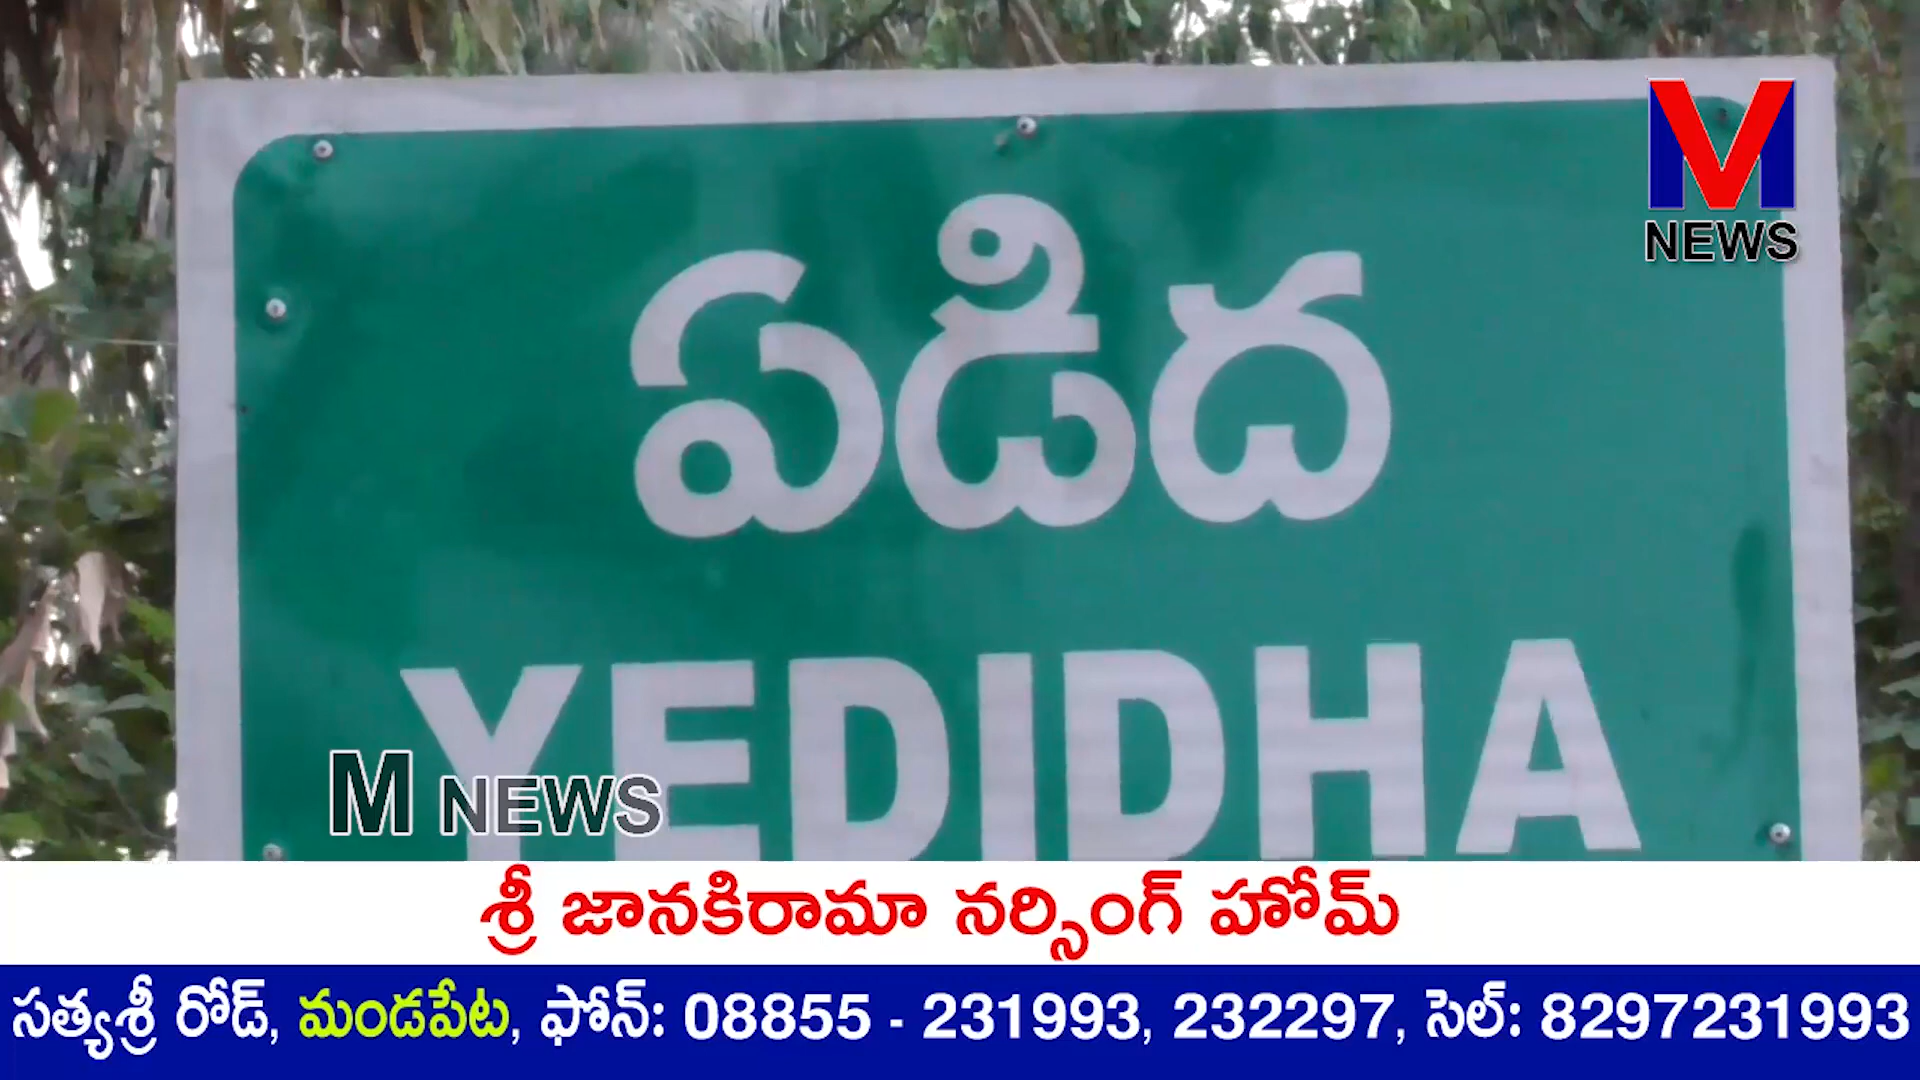 M
NEWS
ఏడిద
YEDIDHA
M NEWS
శ్రీ జానకిరామా నర్సింగ్ హోమ్
సత్యశ్రీ రోడ్, మండపేట, ఫోన్: 08855 - 231993, 232297, సెల్: 8297231993